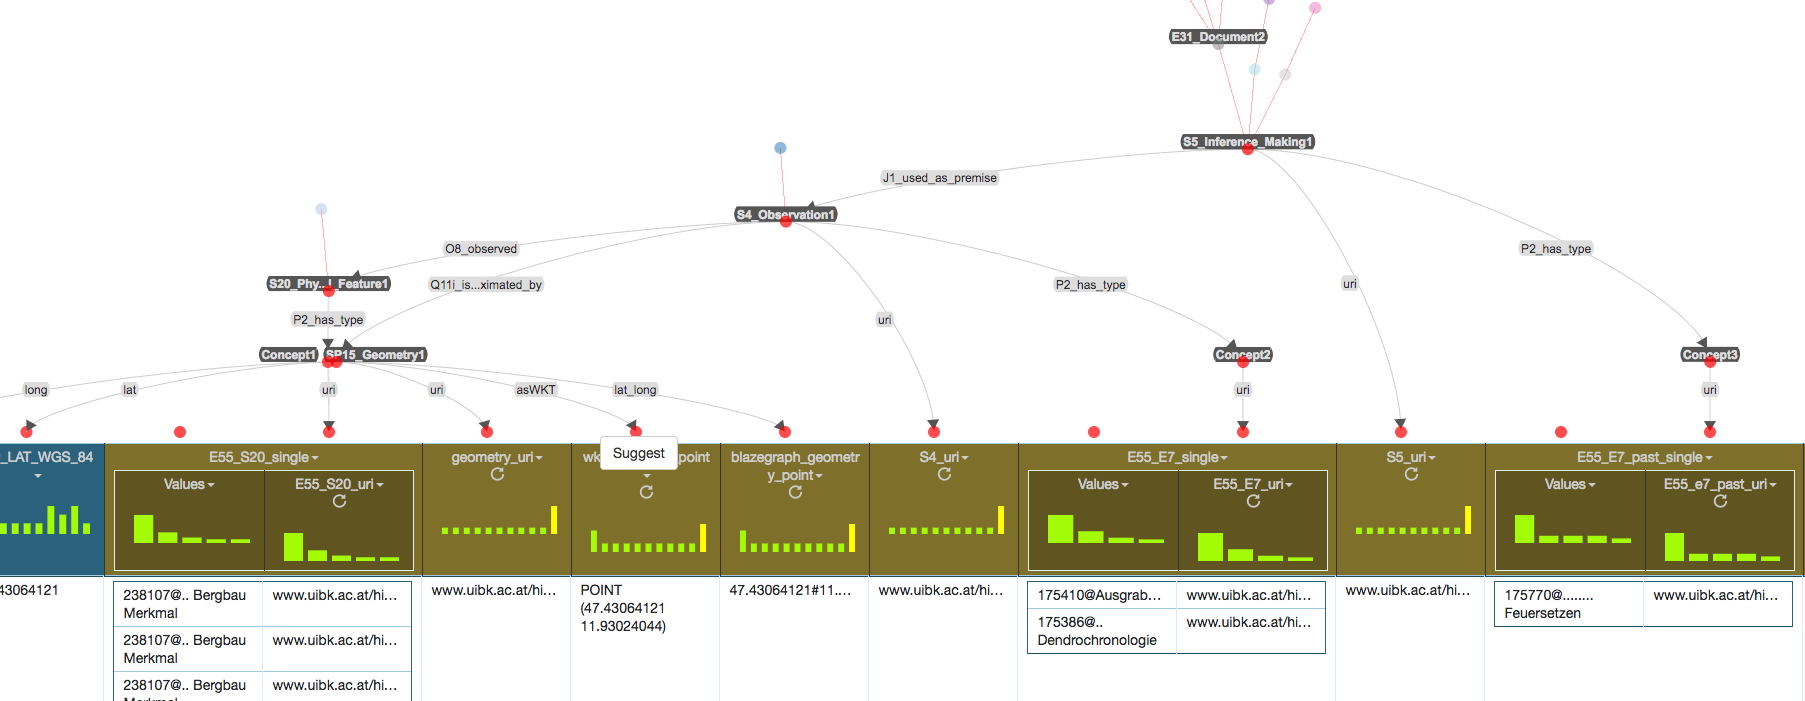 E31_Document2
S5_Inference_Making1
J1_used_as_premise
S4_Observation1
O8_observed
P2_has_type
S20_Phy...l_Feature1
Q11i_is...ximated_by
P2_has_type
uri
P2_has_type
uri
Concept1
SP15_Geometry1
Concept2
Concept3
long
lat
uri
uri
asWKT
lat_long
uri
uri
_LAT_WGS_84
E55_S20_single
geometry_uri
wk
point
Suggest
blazegraph_geometr
y_point
S4_uri
E55_E7_single
S5_uri
E55_E7_past_single
Values
E55_S20_uri
Values
E55_E7_uri
Values
E55_e7_past_uri
43064121
238107@.. Bergbau
Merkmal
www.uibk.ac.at/hi...
238107@.. Bergbau
Merkmal
www.uibk.ac.at/hi...
238107@.. Bergbau
Merkmal
www.uibk.ac.at/hi...
www.uibk.ac.at/hi...
POINT
(47.43064121
11.93024044)
47.43064121#11....
www.uibk.ac.at/hi...
175410@Ausgrab...
www.uibk.ac.at/hi...
175386@..
Dendrochronologie
www.uibk.ac.at/hi...
www.uibk.ac.at/hi...
175770@........
Feuersetzen
www.uibk.ac.at/hi...